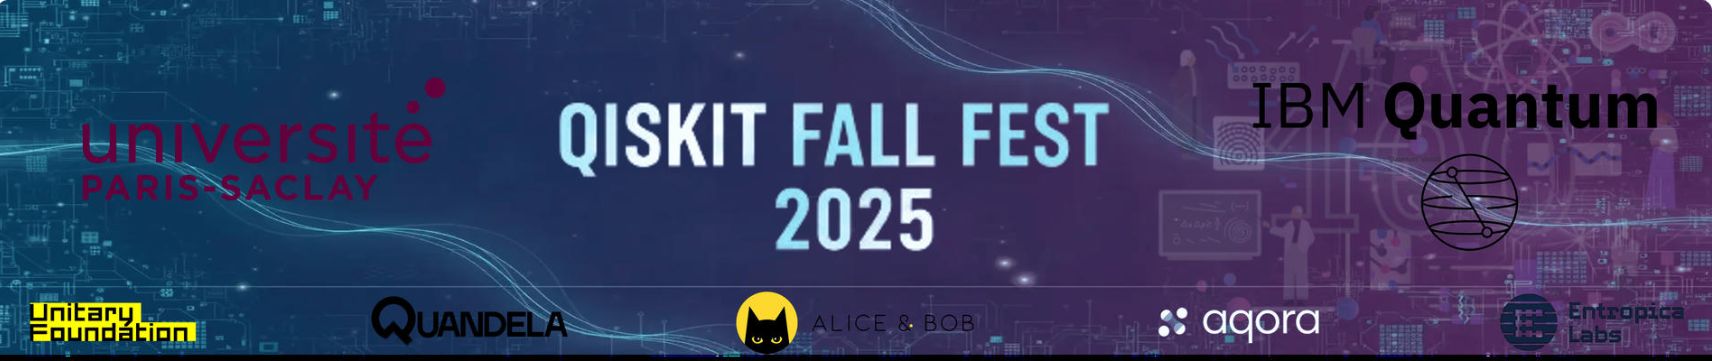 université
PARIS-SACLAY
QISKIT FALL FEST
2025
IBM Quantum
Unitary
Foundation
QUANDELA
ALICE & BOB
aqora
Entropica
Labs